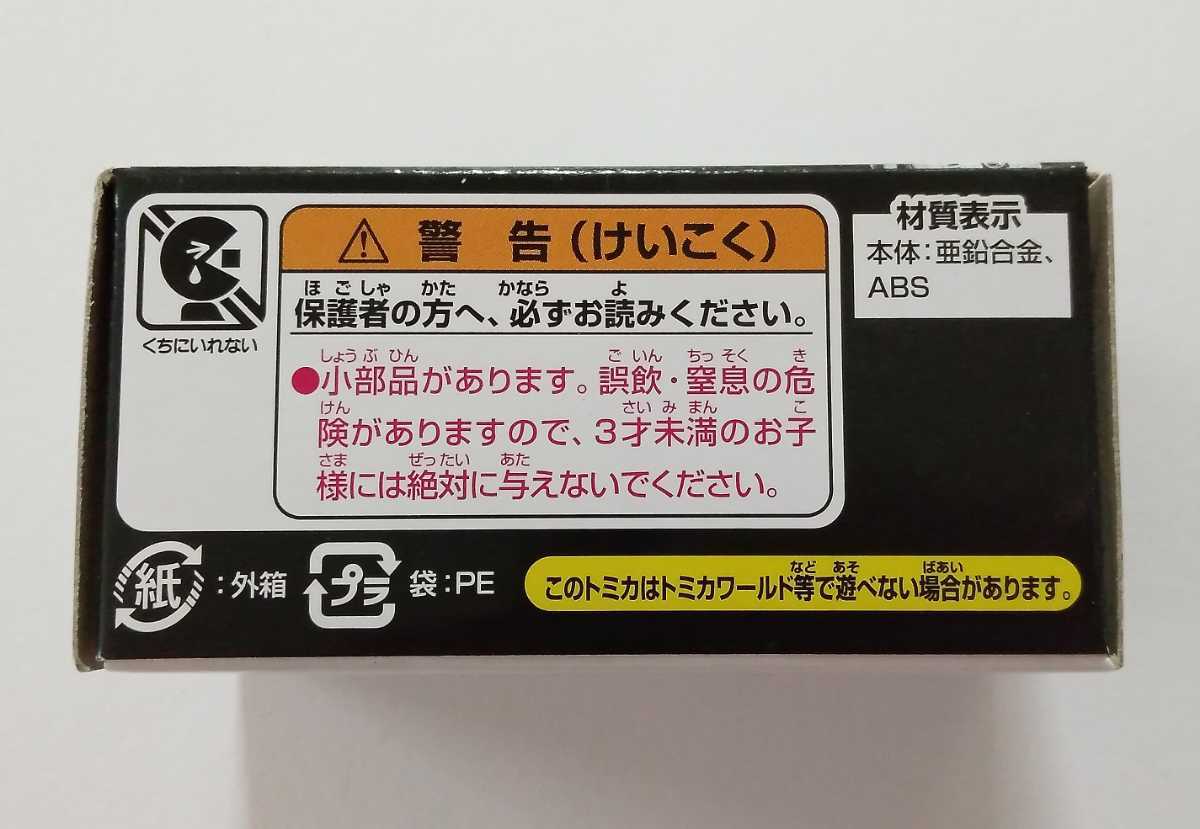 くちにいれない
警 告(けいこく)
ほ ご しゃ かた かなら よ
保護者の方へ、必ずお読みください。
しょう ぶ ひん ご いん ちっ そく き
●小部品があります。誤飲・窒息の危
けん さい み まん こ
険がありますので、3才未満のお子
さま ぜったい あた
様には絶対に与えないでください。
材質表示
本体:亜鉛合金、
ABS
紙:外箱
プラ 袋:PE
など あそ ばあい
このトミカはトミカワールド等で遊べない場合があります。